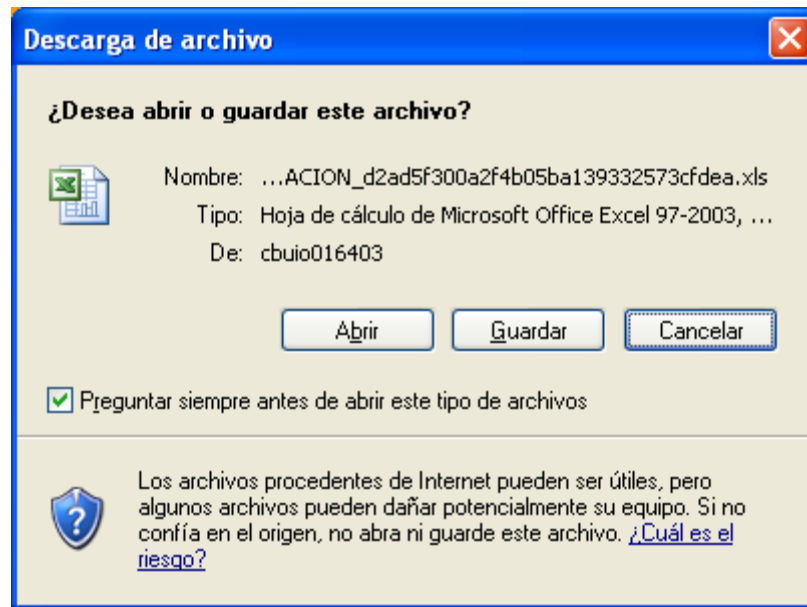 Descarga de archivo
¿Desea abrir o guardar este archivo?
Nombre: ...ACION_d2ad5f300a2f4b05ba139332573cfdea.xls
Tipo: Hoja de cálculo de Microsoft Office Excel 97-2003, ...
De: cbuio016403
Abrir Guardar Cancelar
Preguntar siempre antes de abrir este tipo de archivos
Los archivos procedentes de Internet pueden ser útiles, pero
algunos archivos pueden dañar potencialmente su equipo. Si no
confía en el origen, no abra ni guarde este archivo. ¿Cuál es el
riesgo?